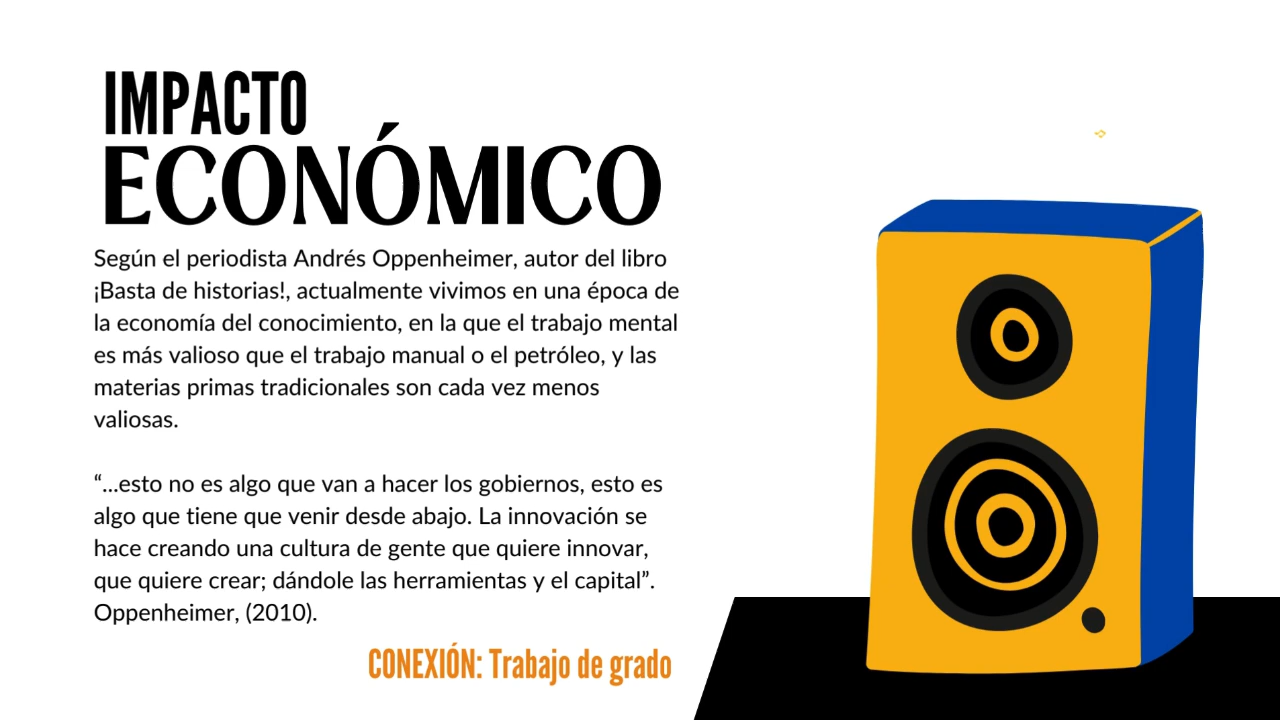 IMPACTO
ECONÓMICO
Según el periodista Andrés Oppenheimer, autor del libro
¡Basta de historias!, actualmente vivimos en una época de
la economía del conocimiento, en la que el trabajo mental
es más valioso que el trabajo manual o el petróleo, y las
materias primas tradicionales son cada vez menos
valiosas.
“...esto no es algo que van a hacer los gobiernos, esto es
algo que tiene que venir desde abajo. La innovación se
hace creando una cultura de gente que quiere innovar,
que quiere crear; dándole las herramientas y el capital”.
Oppenheimer, (2010).
CONEXIÓN: Trabajo de grado